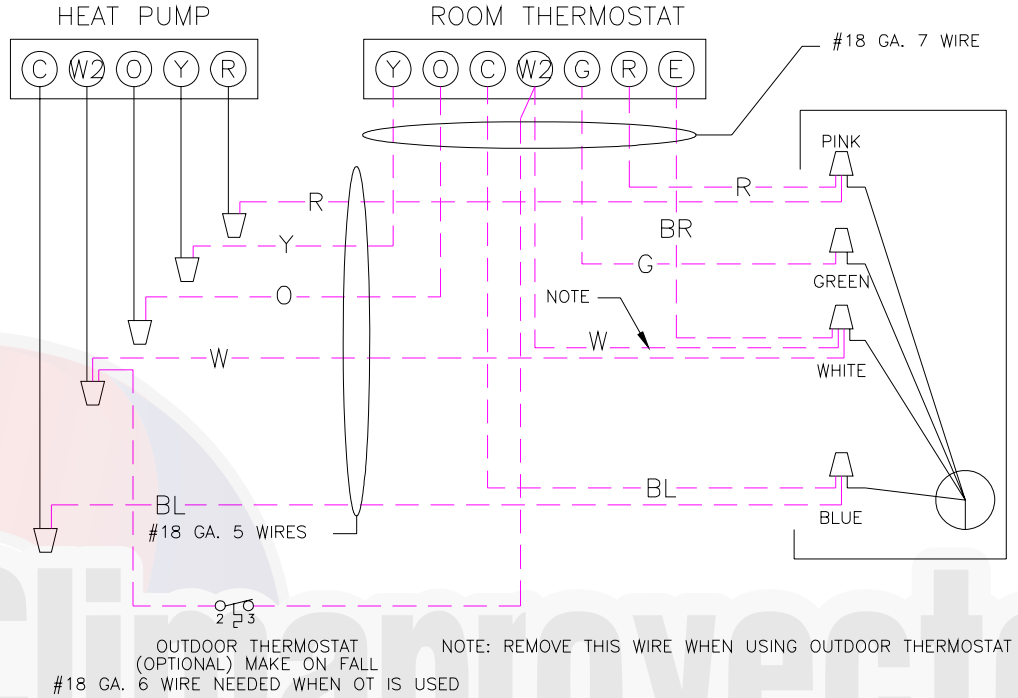 HEAT PUMP
ROOM THERMOSTAT
C W2 O Y R
Y O C W2 G R E
#18 GA. 7 WIRE
PINK
R
R
BR
Y
G
GREEN
O
NOTE
W
W
WHITE
BL
BL
BLUE
#18 GA. 5 WIRES
2 3
OUTDOOR THERMOSTAT
(OPTIONAL) MAKE ON FALL
#18 GA. 6 WIRE NEEDED WHEN OT IS USED
NOTE: REMOVE THIS WIRE WHEN USING OUTDOOR THERMOSTAT
Climaproyecto